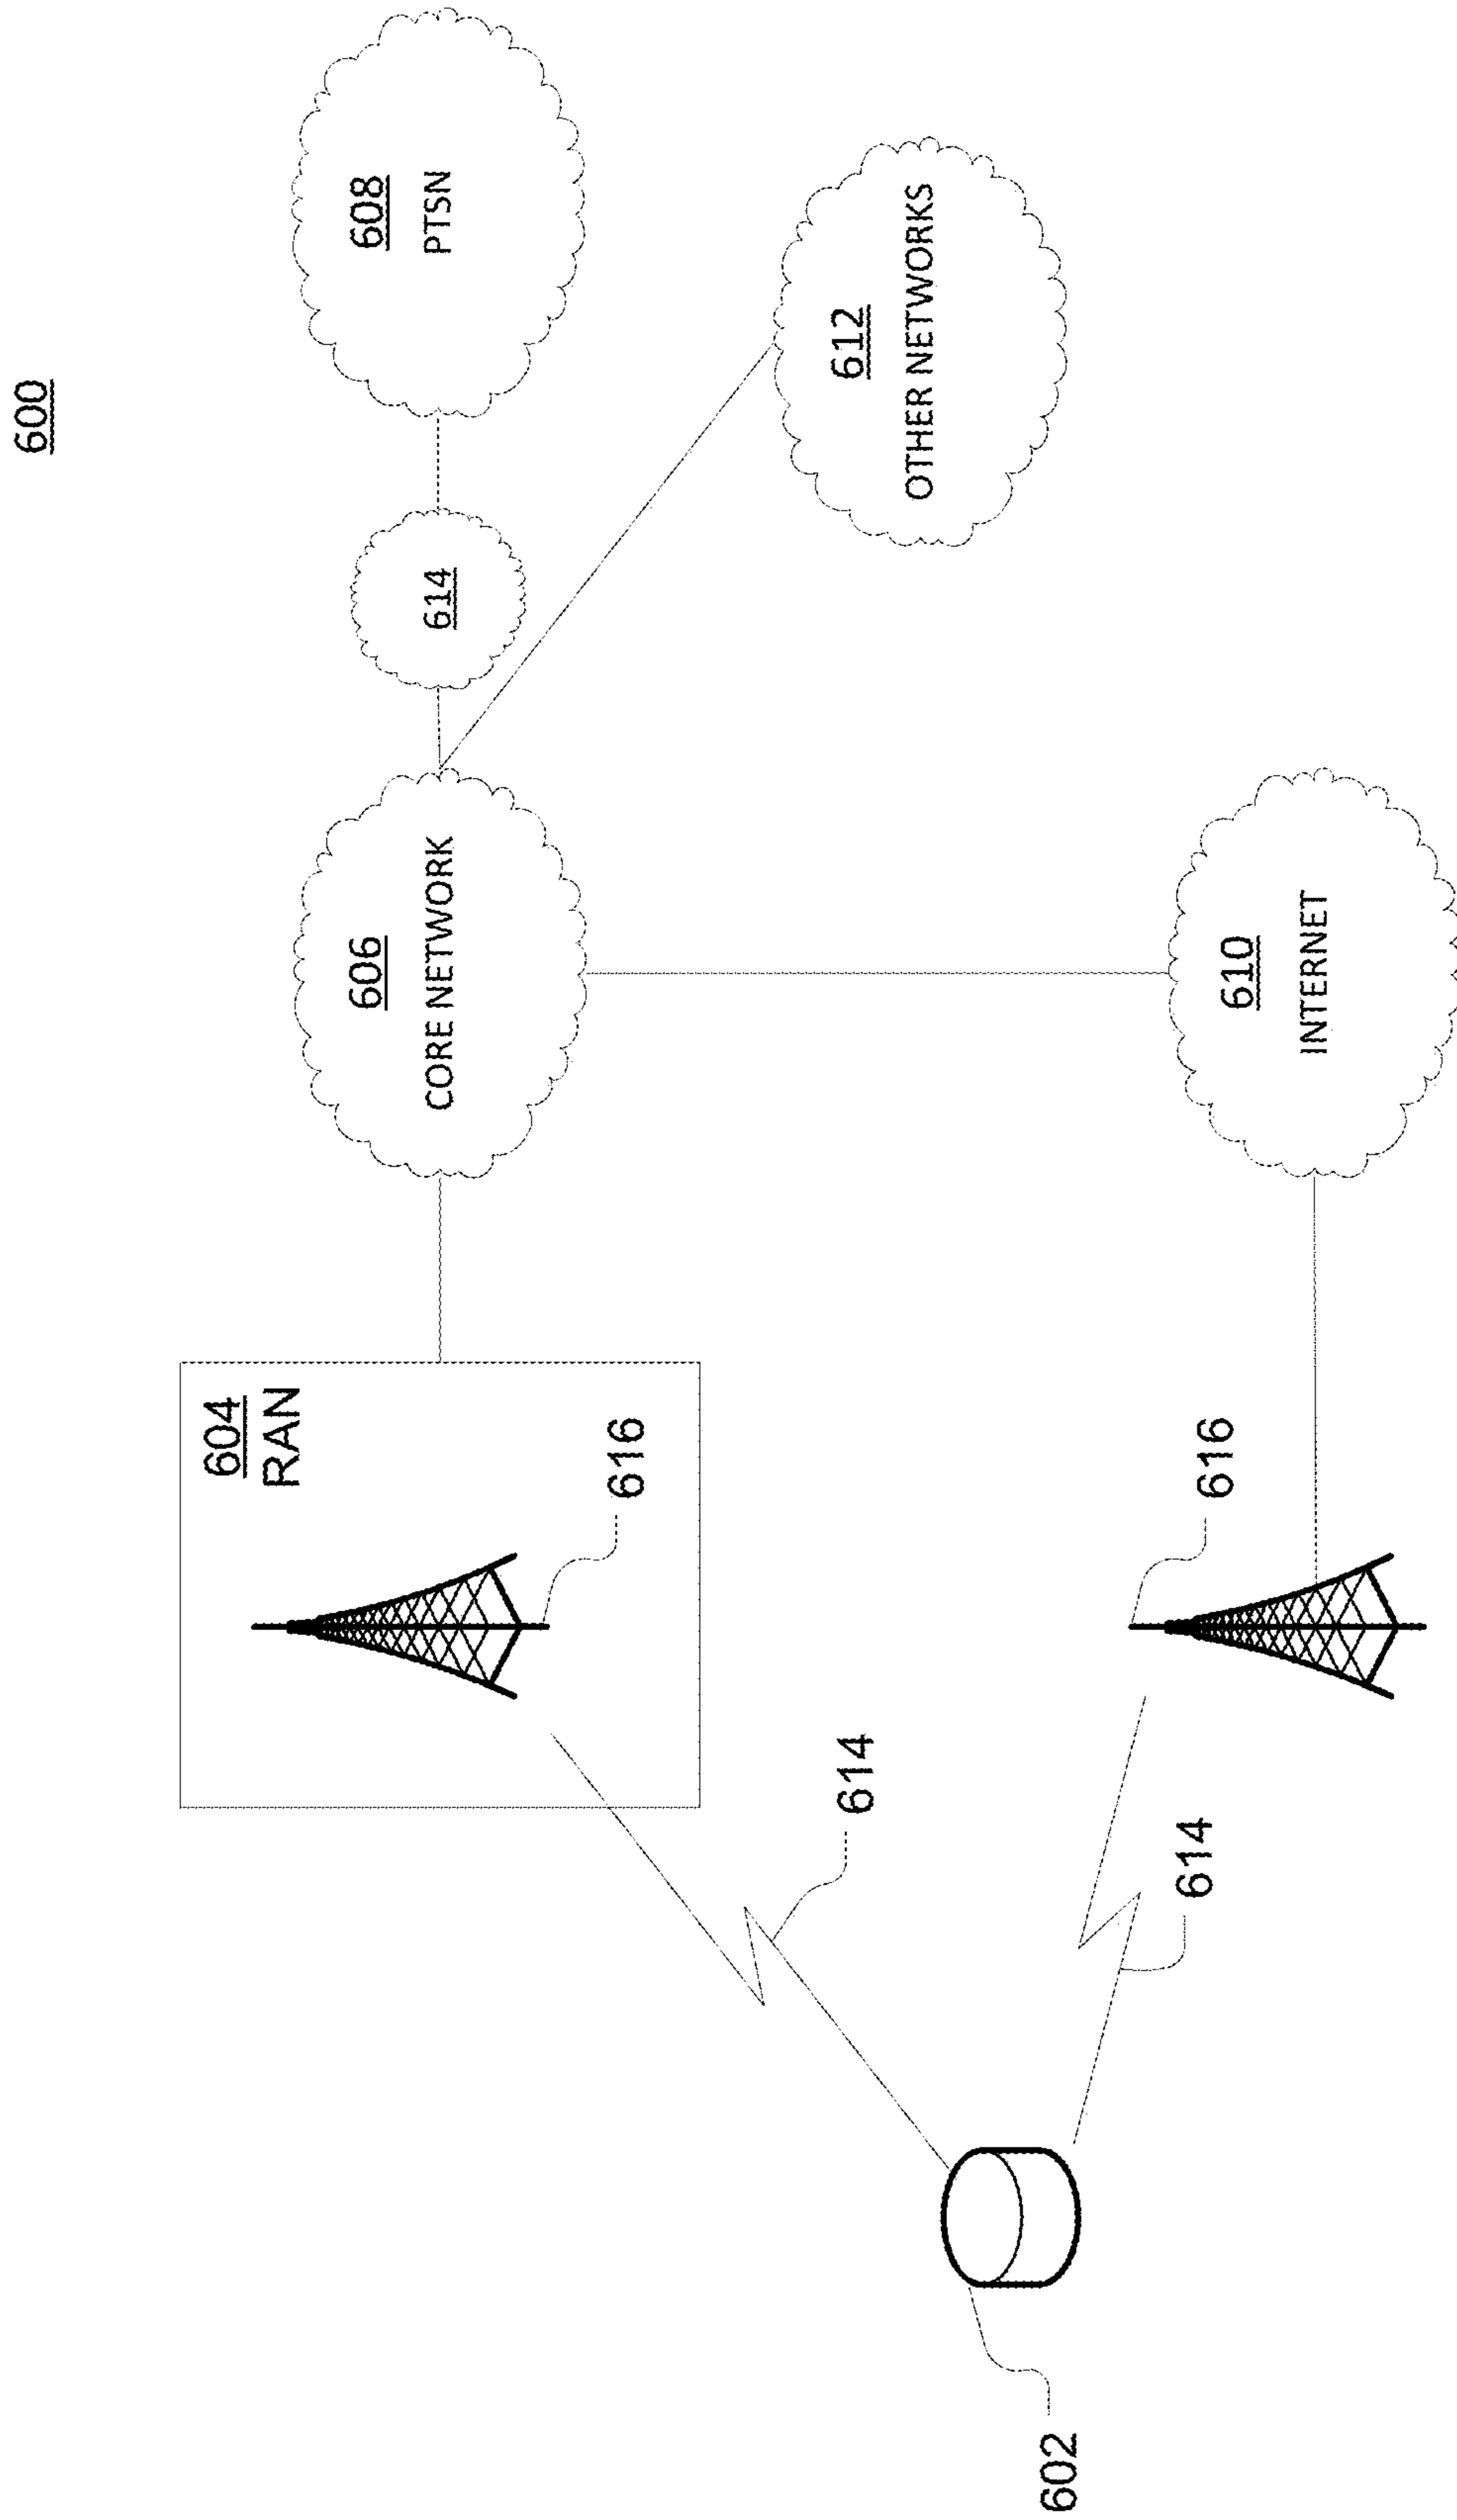 600
604
RAN
616
606
CORE NETWORK
614
608
PTSN
612
OTHER NETWORKS
614
602
614
616
610
INTERNET